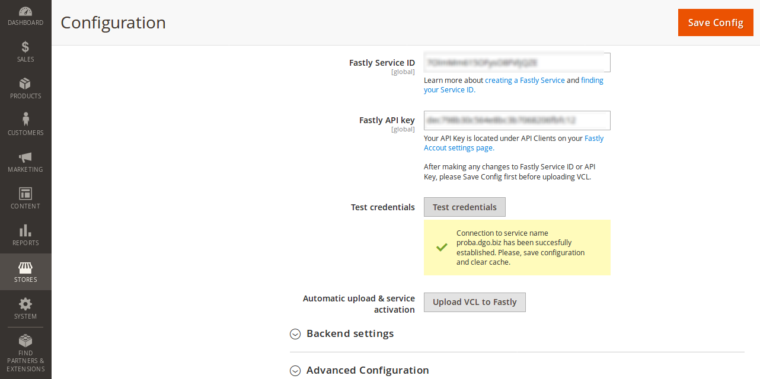 DASHBOARD
SALES
PRODUCTS
CUSTOMERS
MARKETING
CONTENT
REPORTS
STORES
SYSTEM
FIND
PARTNERS &
EXTENSIONS
Configuration
Save Config
Fastly Service ID
[global]
Learn more about creating a Fastly Service and finding
your Service ID.
Fastly API key
[global]
Your API Key is located under API Clients on your Fastly
Accout settings page.
After making any changes to Fastly Service ID or API
Key, please Save Config first before uploading VCL.
Test credentials
Test credentials
Connection to service name
proba.dgo.biz has been succesfully
established. Please, save configuration
and clear cache.
Automatic upload & service
activation
Upload VCL to Fastly
Backend settings
Advanced Configuration